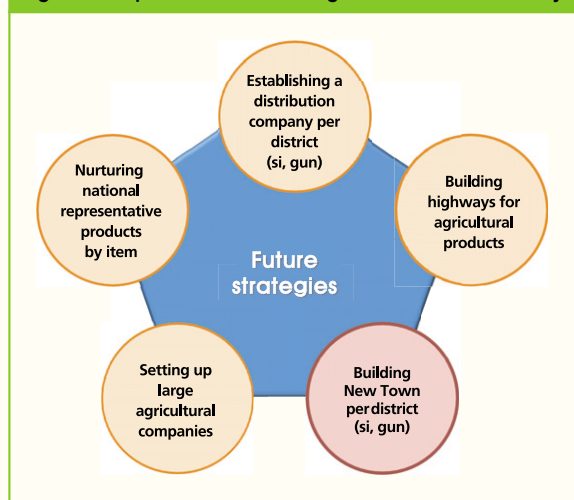 Establishing a
distribution
company per
district
(si, gun)
Building
highways for
agricultural
products
Nurturing
national
representative
products
by item
Future
strategies
Setting up
large
agricultural
companies
Building
New Town
per district
(si, gun)